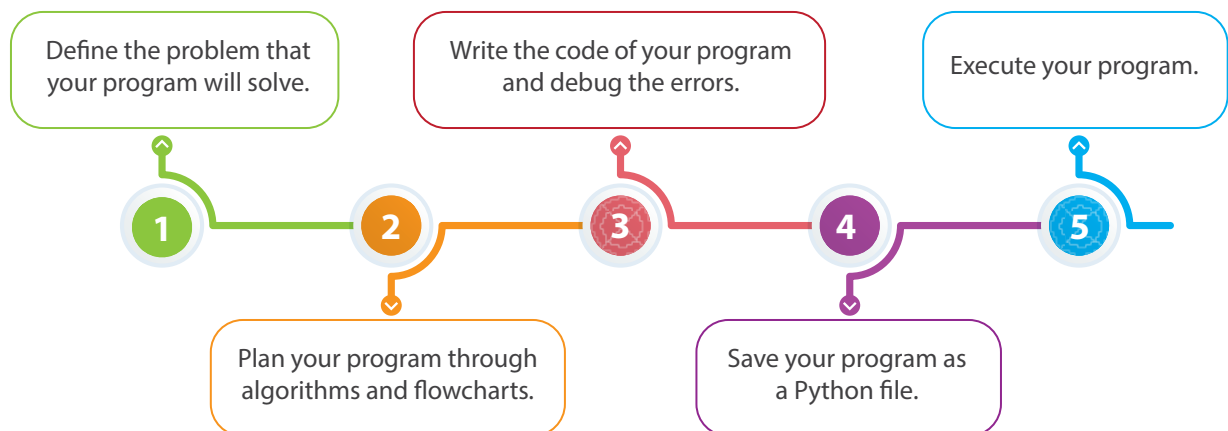 Define the problem that
your program will solve.
Write the code of your program
and debug the errors.
Execute your program.
1
2
3
4
5
Plan your program through
algorithms and flowcharts.
Save your program as
a Python file.